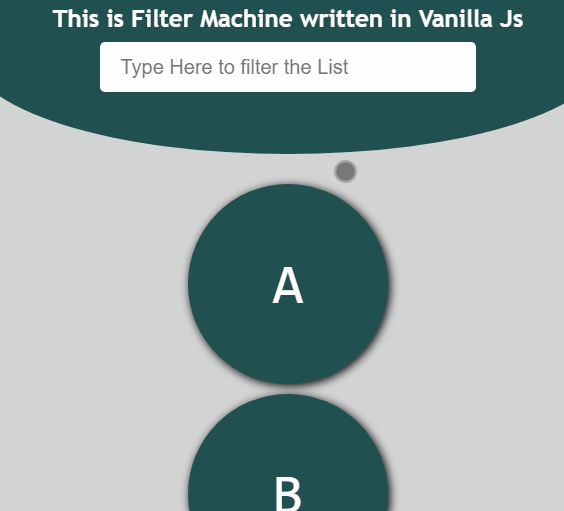 This is Filter Machine written in Vanilla Js
Type Here to filter the List
A
B